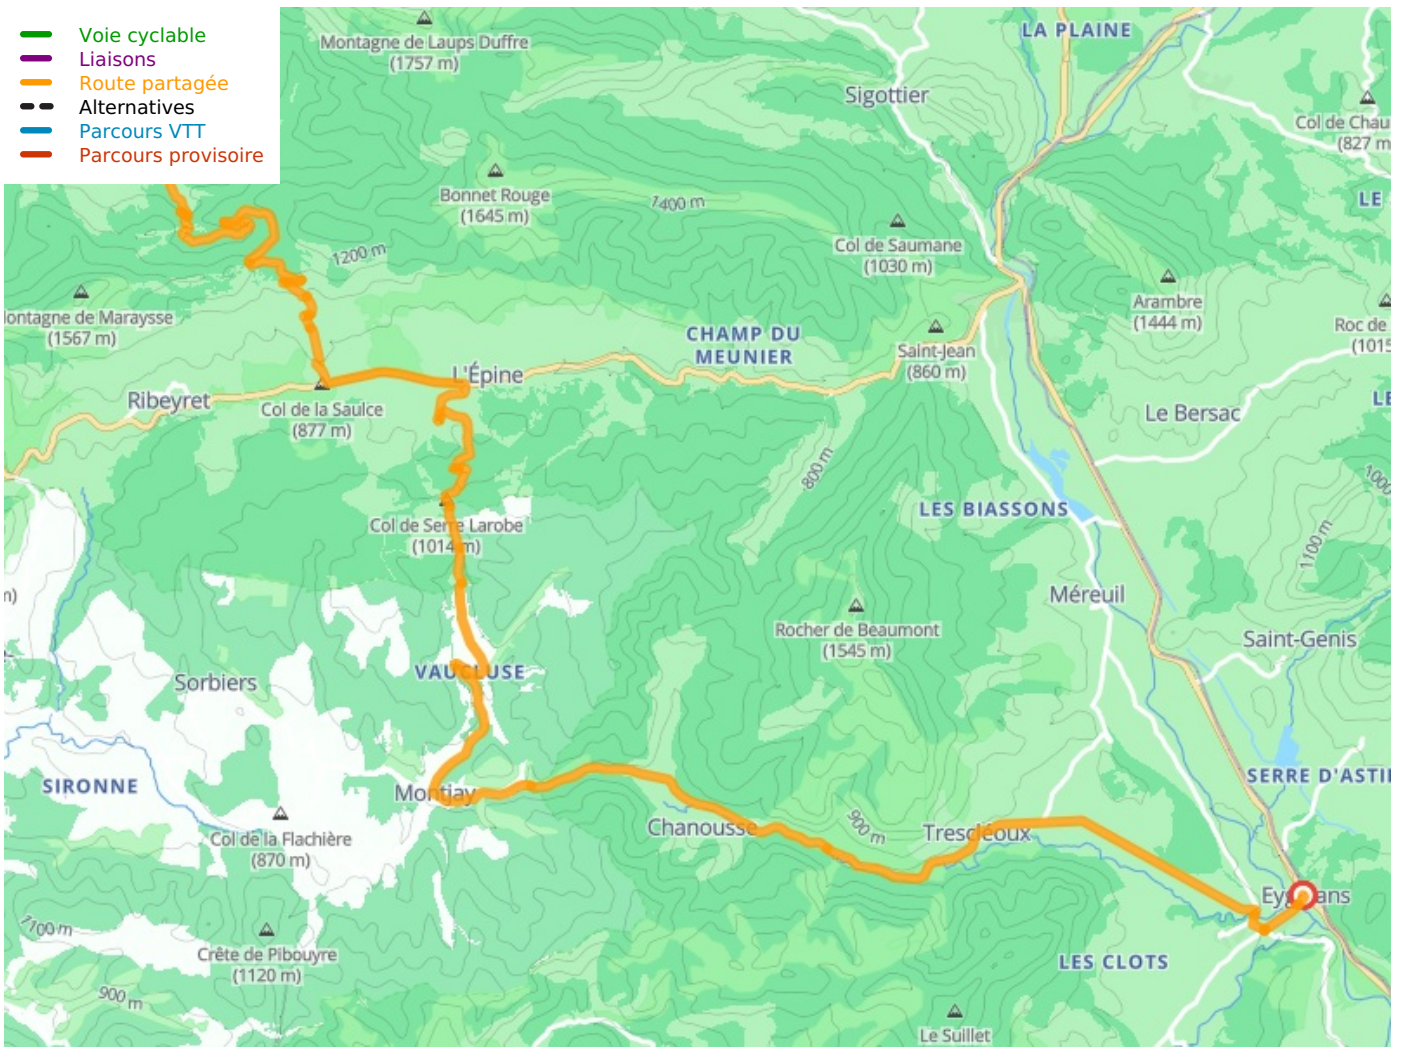 Voie cyclable
Liaisons
Route partagée
Alternatives
Parcours VTT
Parcours provisoire
Montagne de Laups Duffre
(1757 m)
LA PLAINE
Sigottier
Col de Chau
(827 m
Bonnet Rouge
(1645 m)
1400 m
LE
Col de Saumane
(1030 m)
1200 m
Arambre
(1444 m)
ontagne de Maraysse
(1567 m)
Roc de
(1015
CHAMP DU
MEUNIER
Saint-Jean
(860 m)
L'Épine
Ribeyret
Col de la Saulce
(877 m)
LE
Le Bersac
800 m
1000
LES BIASSONS
Col de Serre Larobe
(1014 m)
1100 m
n)
Méreuil
Rocher de Beaumont
(1545 m)
Saint-Genis
VAUCLUSE
Sorbiers
SIRONNE
SERRE D'ASTI
Montjay
Col de la Flachière
(870 m)
Chanousse
900 m
Trescléoux
Ey ans
1100 m
Crête de Pibouyre
(1120 m)
LES CLOTS
900 m
Le Suillet